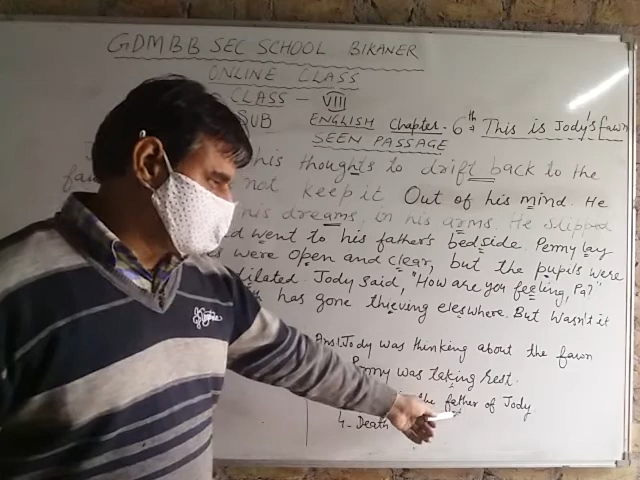 GDMBB SEC SCHOOL BIKANER
ONLINE CLASS
CLASS - VIII
SUB ENGLISH Chapter - 6th This is Jody's fawn
SEEN PASSAGE
his thoughts to drift back to the
not keep it Out of his mind. He
his dreams, in his arms. He slipped
went to his father's bedside. Penny lay
were open and clear, but the pupils were
dilated. Jody said, "How are you feeling, Pa?"
has gone thieving eleswhere. But wasn't it
Ans 1. Jody was thinking about the fawn
Penny was taking rest.
the father of Jody.
4- Death